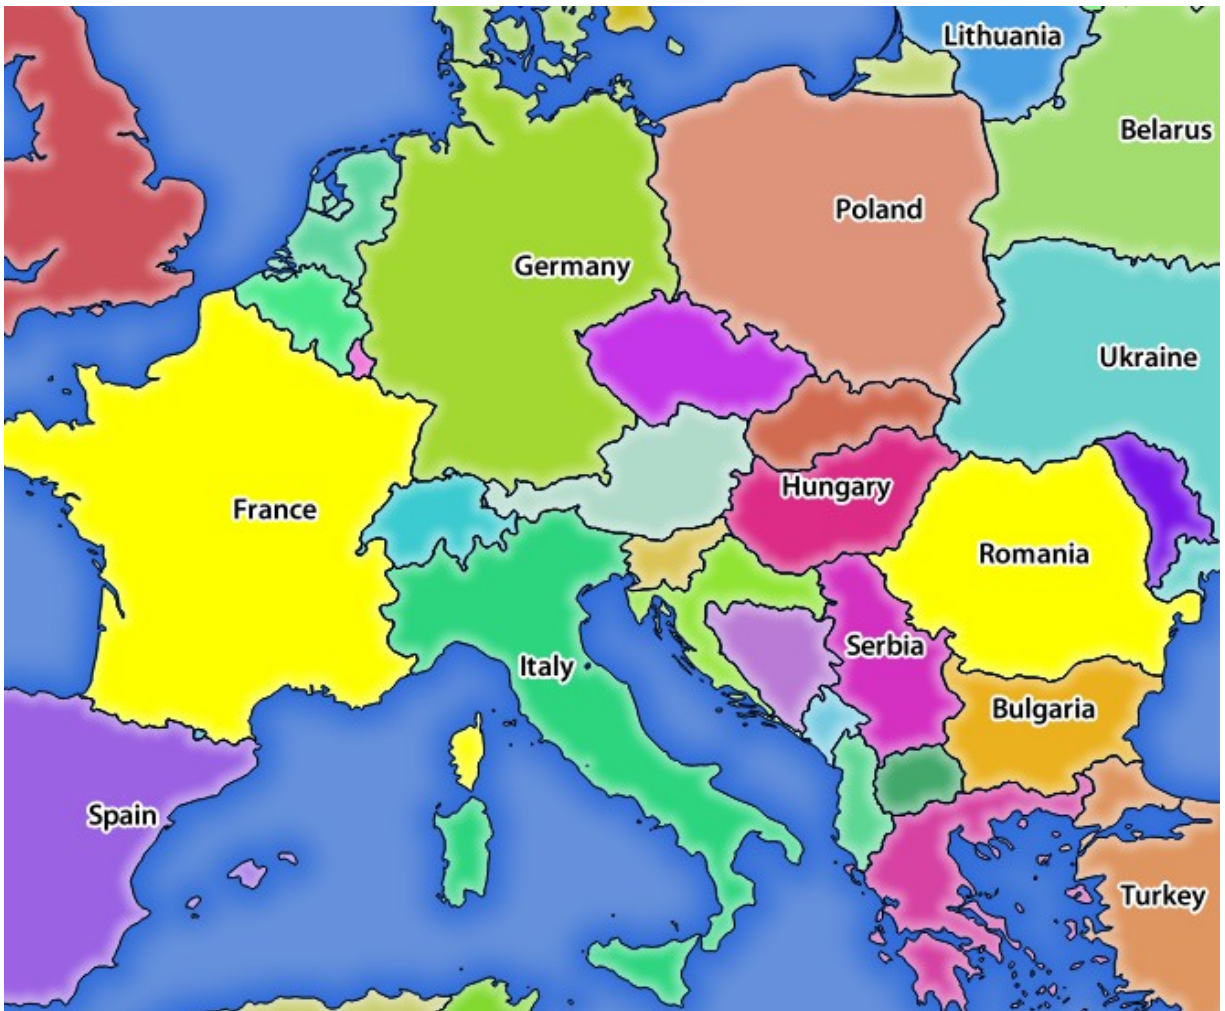 Lithuania
Belarus
Poland
Germany
Ukraine
Hungary
France
Romania
Serbia
Italy
Bulgaria
Spain
Turkey